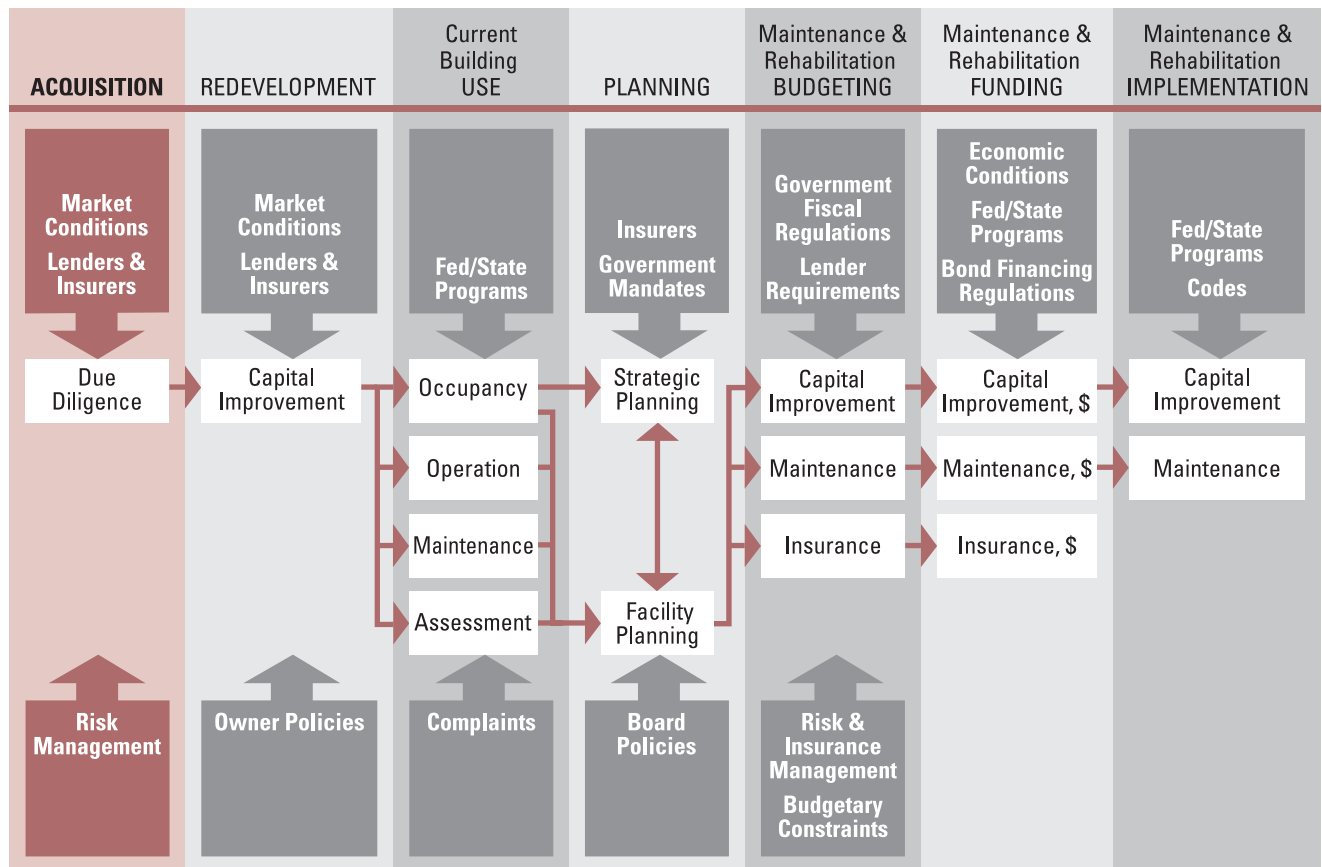 ACQUISITION
REDEVELOPMENT
Current
Building
USE
PLANNING
Maintenance &
Rehabilitation
BUDGETING
Maintenance &
Rehabilitation
FUNDING
Maintenance &
Rehabilitation
IMPLEMENTATION
Market
Conditions
Lenders &
Insurers
Market
Conditions
Lenders &
Insurers
Fed/State
Programs
Insurers
Government
Mandates
Government
Fiscal
Regulations
Lender
Requirements
Economic
Conditions
Fed/State
Programs
Bond Financing
Regulations
Fed/State
Programs
Codes
Due
Diligence
Capital
Improvement
Occupancy
Strategic
Planning
Capital
Improvement
Capital
Improvement, $
Capital
Improvement
Operation
Maintenance
Maintenance, $
Maintenance
Maintenance
Insurance
Insurance, $
Assessment
Facility
Planning
Risk
Management
Owner Policies
Complaints
Board
Policies
Risk &
Insurance
Management
Budgetary
Constraints